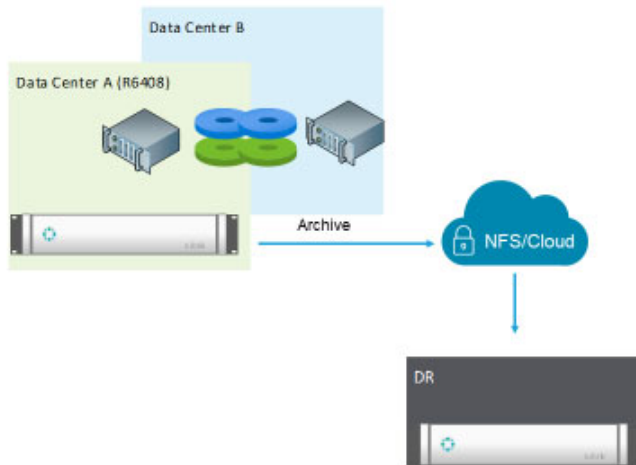 Data Center B
Data Center A (R6408)
Archive
NFS/Cloud
DR